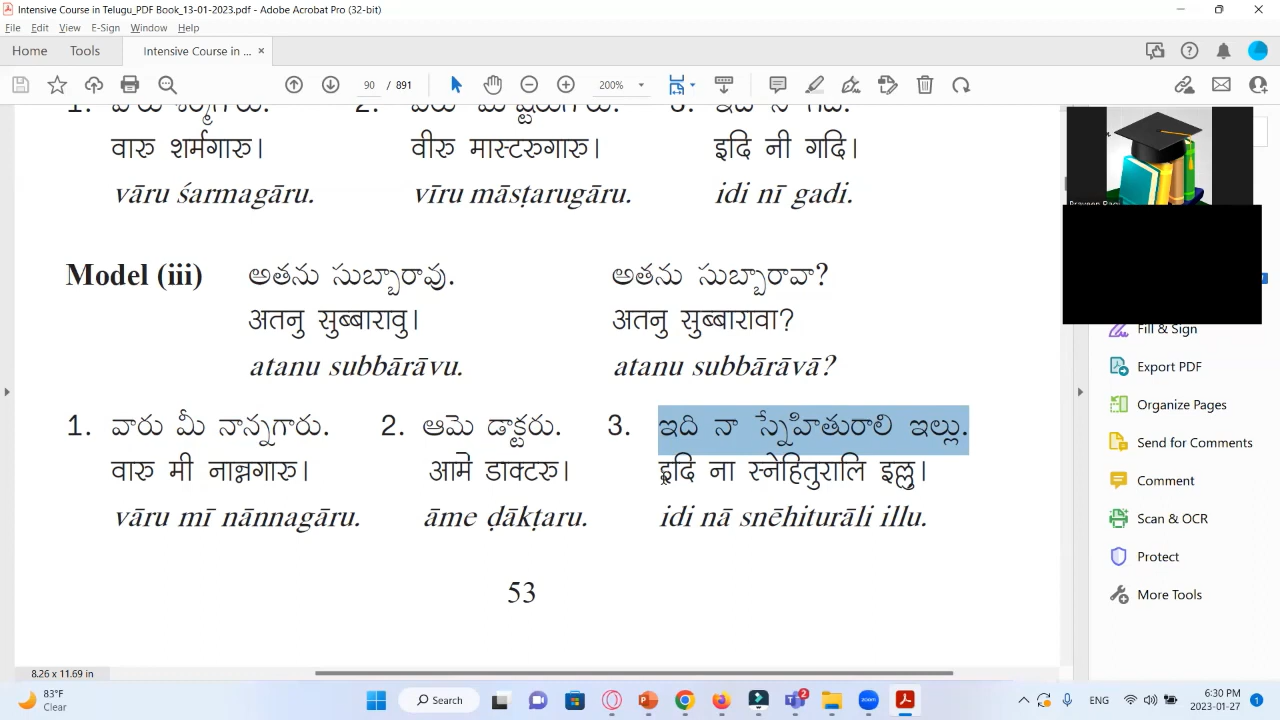 Intensive Course in Telugu_PDF Book_13-01-2023.pdf - Adobe Acrobat Pro (32-bit)
File Edit View E-Sign Window Help
Home Tools Intensive Course in ... ×
90 / 891 200%
वारु शर्मगारु। वीरु मास्टरुगारु। इदि नी गदि।
vāru śarmagāru. vīru māsṭarugāru. idi nī gadi.
Model (iii) అతను సుబ్బారావు. అతను సుబ్బారావా?
अतनु सुब्बारावु। अतनु सुब्बारावा?
atanu subbārāvu. atanu subbārāvā?
1. వారు మీ నాన్నగారు. 2. ఆమె డాక్టరు. 3. ఇది నా స్నేహితురాలి ఇల్లు.
वारु मी नान्नगारु। आमॆ डाक्टरु। इदि ना स्नेहितुरालि इल्लु।
vāru mī nānnagāru. āme ḍākṭaru. idi nā snēhiturāli illu.
53
8.26 x 11.69 in
Fill & Sign
Export PDF
Organize Pages
Send for Comments
Comment
Scan & OCR
Protect
More Tools
83°F
Clear
Search
2
zoom
ENG
6:30 PM
2023-01-27
1